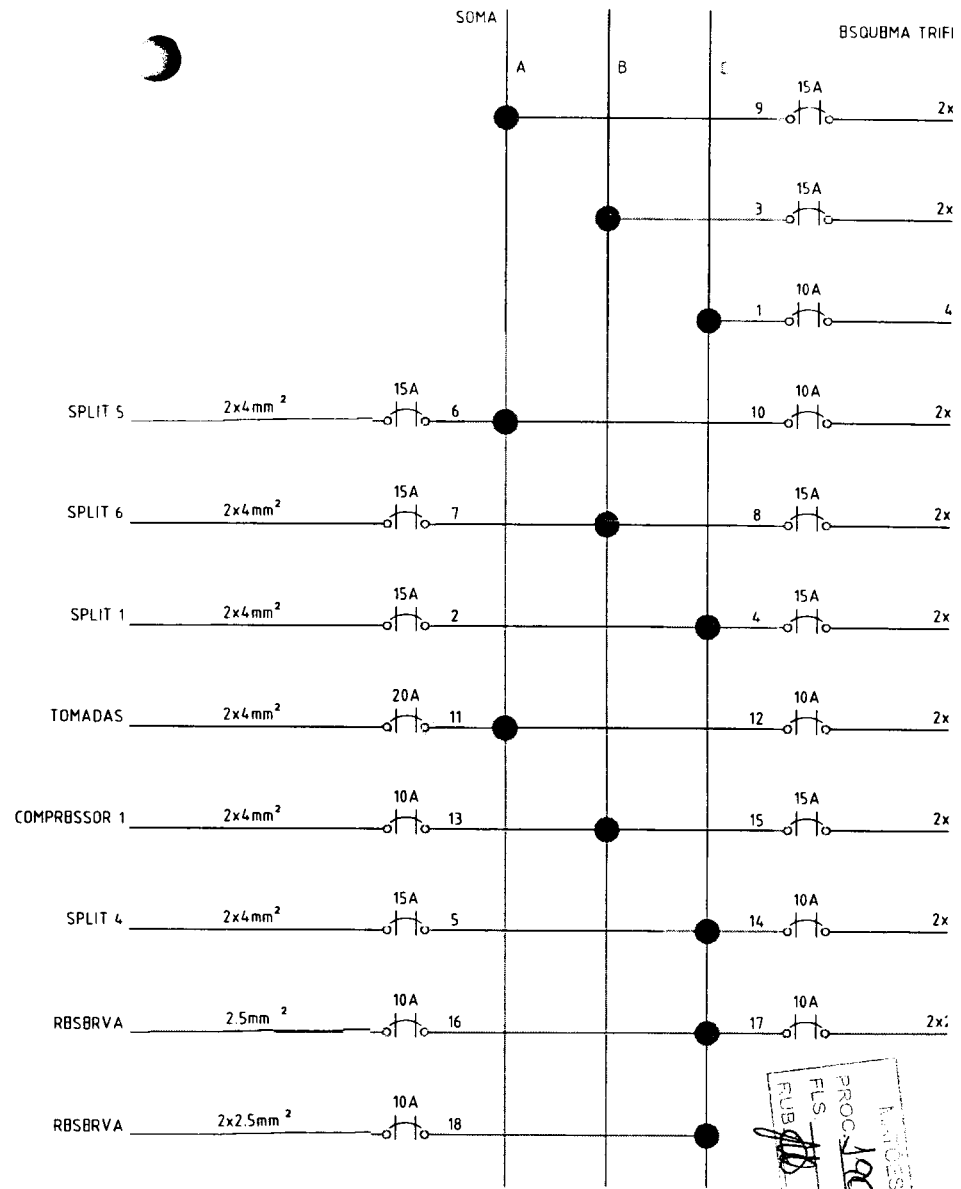 SOMA
BSQUBMA TRIF
A B C
9 15A 2x
3 15A 2x
1 10A 4
SPLIT 5 2x4mm² 15A 6 10 10A 2x
SPLIT 6 2x4mm² 15A 7 8 15A 2x
SPLIT 1 2x4mm² 15A 2 4 15A 2x
TOMADAS 2x4mm² 20A 11 12 10A 2x
COMPRBSSOR 1 2x4mm² 10A 13 15 15A 2x
SPLIT 4 2x4mm² 15A 5 14 10A 2x
RBSBRVA 2.5mm² 10A 16 17 10A 2x
RBSBRVA 2x2.5mm² 10A 18
PROC.
FLS
RUB